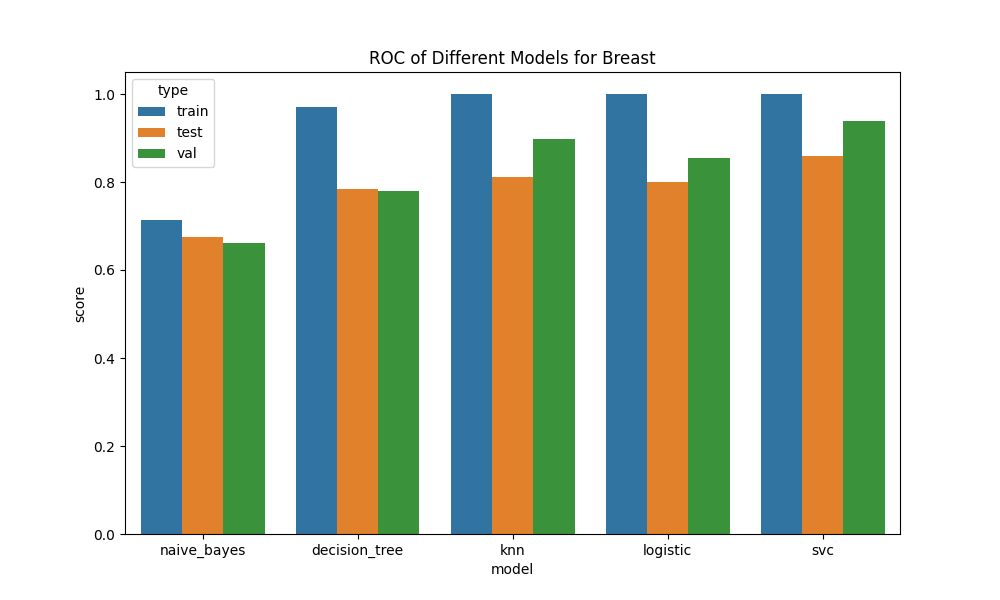 ROC of Different Models for Breast
type
train
test
val
score
1.0
0.8
0.6
0.4
0.2
0.0
naive_bayes decision_tree knn logistic svc
model